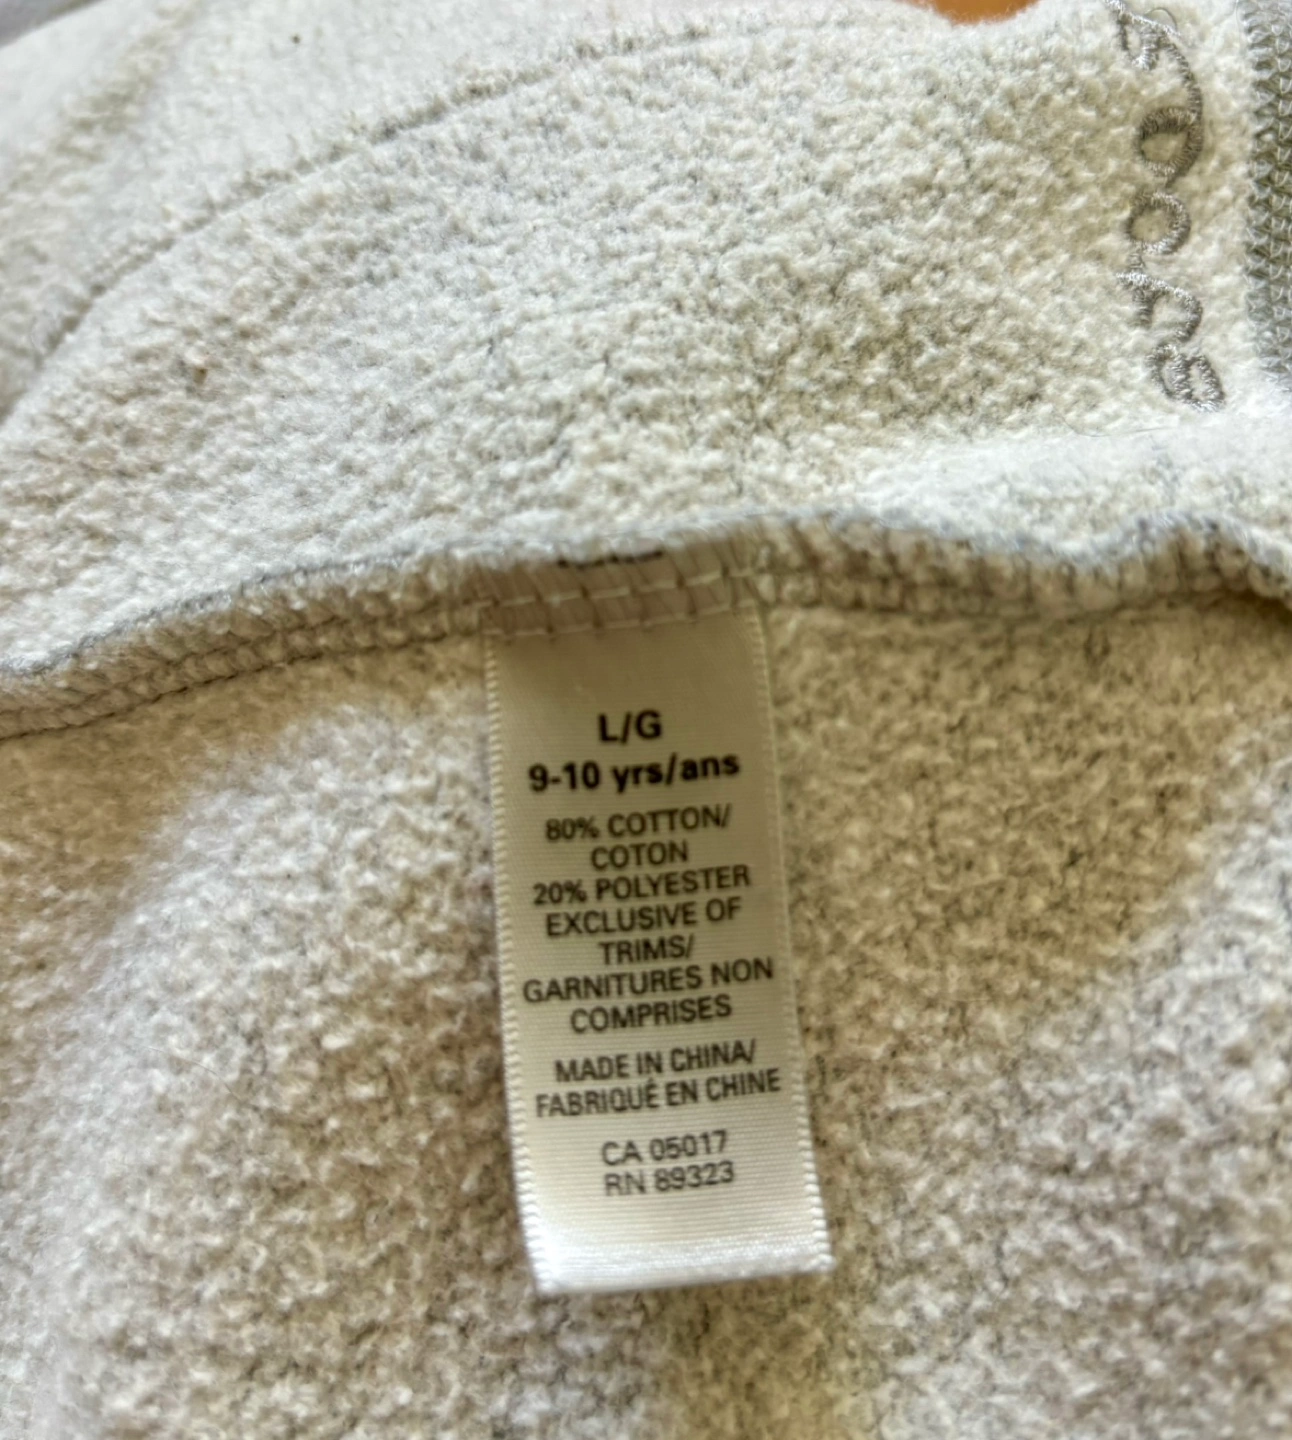 L/G
9-10 yrs/ans
80% COTTON/
COTON
20% POLYESTER
EXCLUSIVE OF
TRIMS/
GARNITURES NON
COMPRISES
MADE IN CHINA/
FABRIQUÉ EN CHINE
CA 05017
RN 89323